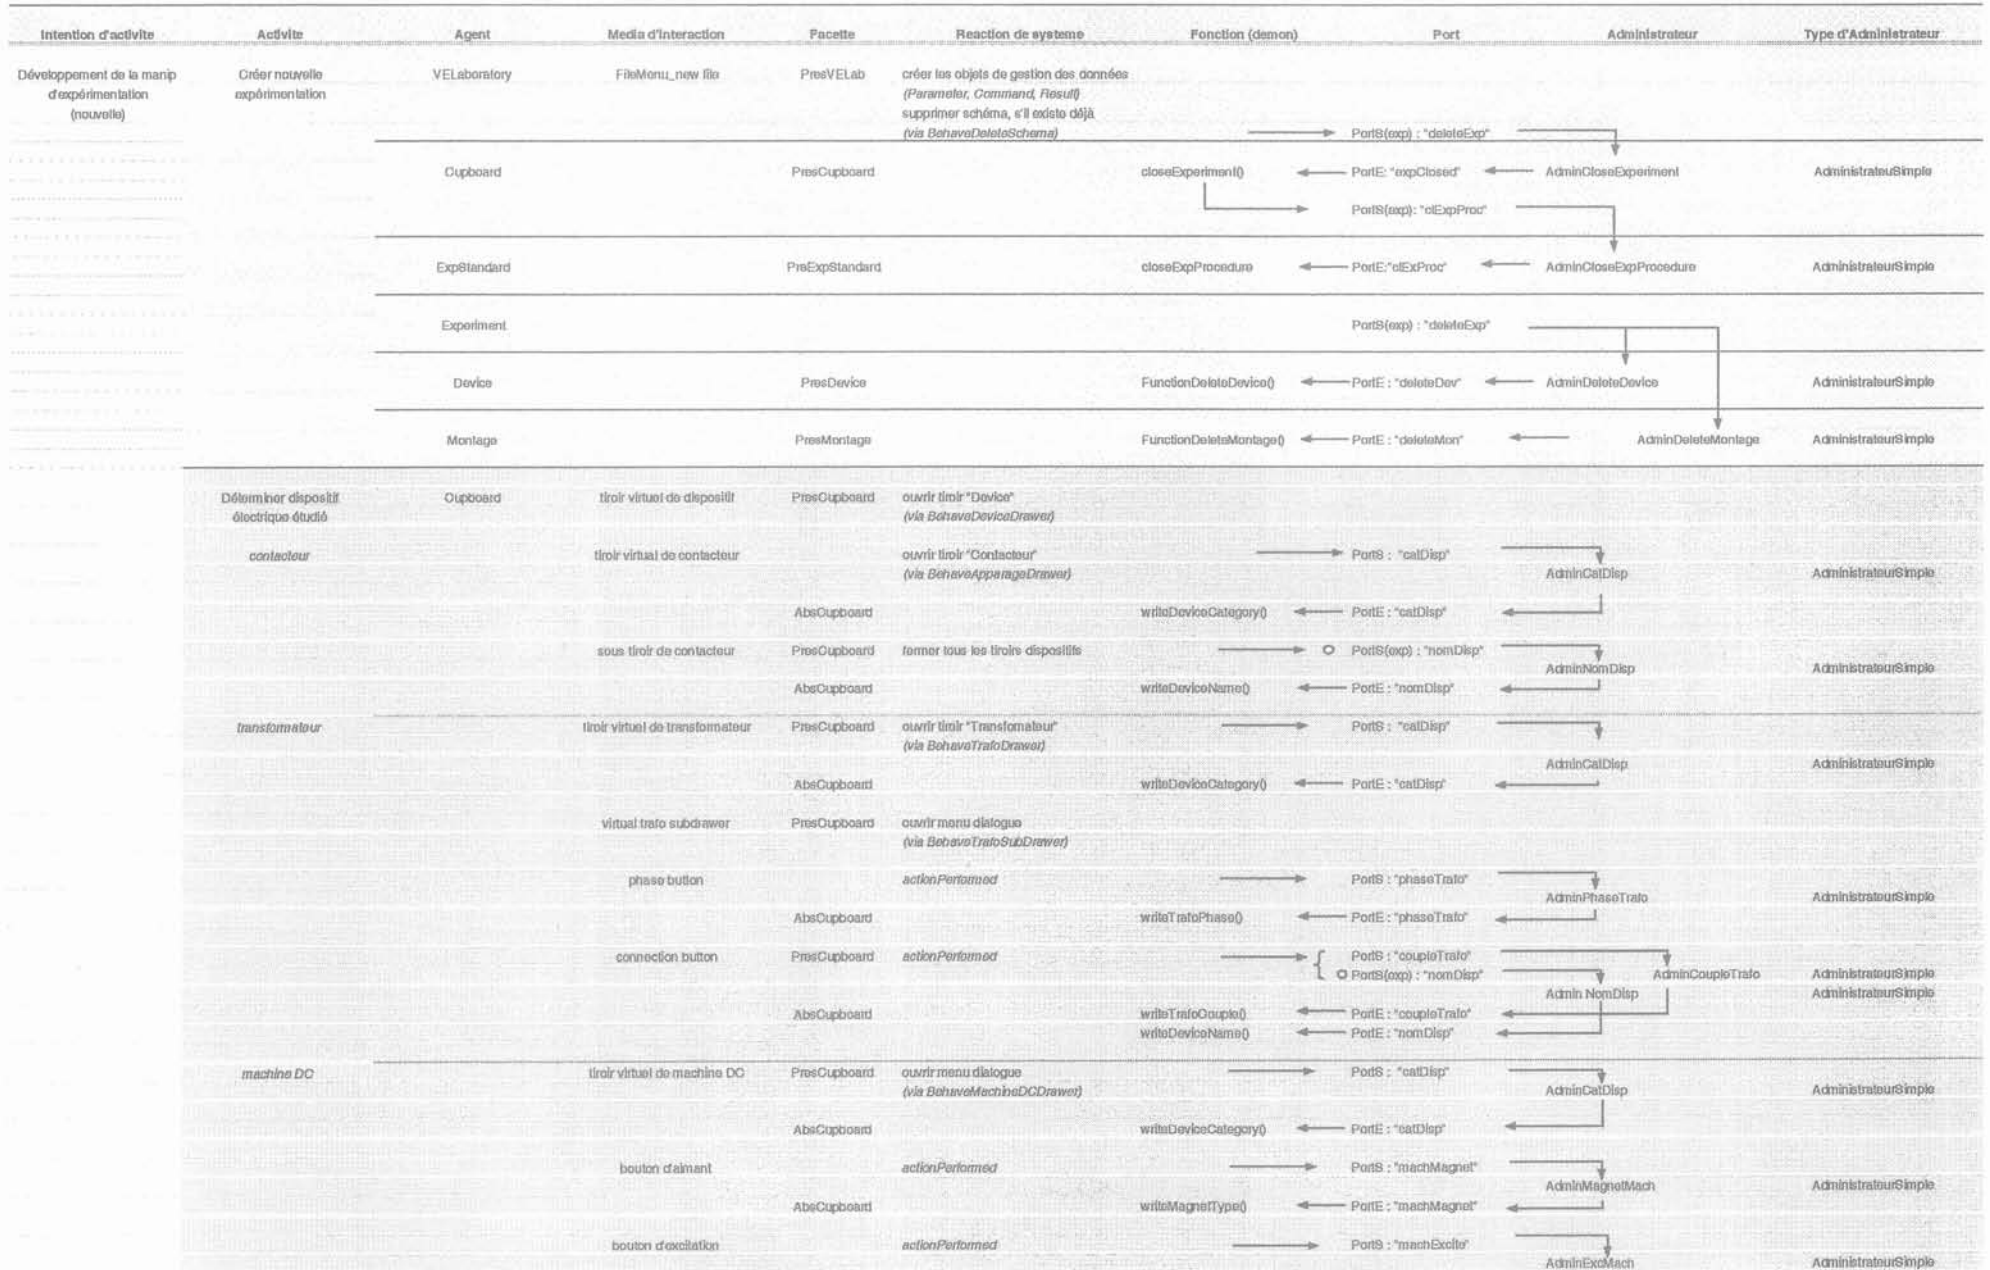 Intention d'activite Activite Agent Media d'interaction Facette Reaction de systeme Fonction (demon) Port Administrateur Type d'Administrateur
Développement de la manip Créer nouvelle VELaboratory FileMenu_new file PresVELab créer les objets de gestion des données
d'expérimentation expérimentation (Parameter, Command, Result)
(nouvelle) supprimer schéma, s'il existe déjà
(via BehaveDeleteSchema) PortS(exp) : "deleteExp"
Cupboard PresCupboard closeExperiment() PortE: "expClosed" AdminCloseExperiment AdministrateuSimple
PortS(exp): "clExpProc"
ExpStandard PreExpStandard closeExpProcedure PortE:"clExProc" AdminCloseExpProcedure AdministrateurSimple
Experiment PortS(exp) : "deleteExp"
Device PresDevice FunctionDeleteDevice() PortE : "deleteDev" AdminDeleteDevice AdministrateurSimple
Montage PresMontage FunctionDeleteMontage() PortE : "deleteMon" AdminDeleteMontage AdministrateurSimple
Déterminer dispositif Cupboard tiroir virtuel de dispositif PresCupboard ouvrir tiroir "Device"
électrique étudié (via BehaveDeviceDrawer)
contacteur tiroir virtual de contacteur ouvrir tiroir "Contacteur" PortS : "catDisp"
(via BehaveApparageDrawer) AdminCatDisp AdministrateurSimple
AbsCupboard writeDeviceCategory() PortE : "catDisp"
sous tiroir de contacteur PresCupboard fermer tous les tiroirs dispositifs PortS(exp) : "nomDisp"
AdminNomDisp AdministrateurSimple
AbsCupboard writeDeviceName() PortE : "nomDisp"
transformateur tiroir virtuel de transformateur PresCupboard ouvrir tiroir "Transfomateur" PortS : "catDisp"
(via BehaveTrafoDrawer)
AdminCatDisp AdministrateurSimple
AbsCupboard writeDeviceCategory() PortE : "catDisp"
virtual trafo subdrawer PresCupboard ouvrir menu dialogue
(via BehaveTrafoSubDrawer)
phase button actionPerformed PortS : "phaseTrafo"
AdminPhaseTrafo AdministrateurSimple
AbsCupboard writeTrafoPhase() PortE : "phaseTrafo"
connection button PresCupboard actionPerformed PortS : "coupleTrafo"
PortS(exp) : "nomDisp" AdminCoupleTrafo AdministrateurSimple
Admin NomDisp AdministrateurSimple
AbsCupboard writeTrafoCouple() PortE : "coupleTrafo"
writeDeviceName() PortE : "nomDisp"
machine DC tiroir virtuel de machine DC PresCupboard ouvrir menu dialogue PortS : "catDisp"
(via BehaveMachineDCDrawer) AdminCatDisp AdministrateurSimple
AbsCupboard writeDeviceCategory() PortE : "catDisp"
bouton d'aimant actionPerformed PortS : "machMagnet"
AdminMagnetMach AdministrateurSimple
AbsCupboard writeMagnetType() PortE : "machMagnet"
bouton d'excitation actionPerformed PortS : "machExcite"
AdminExcMach AdministrateurSimple